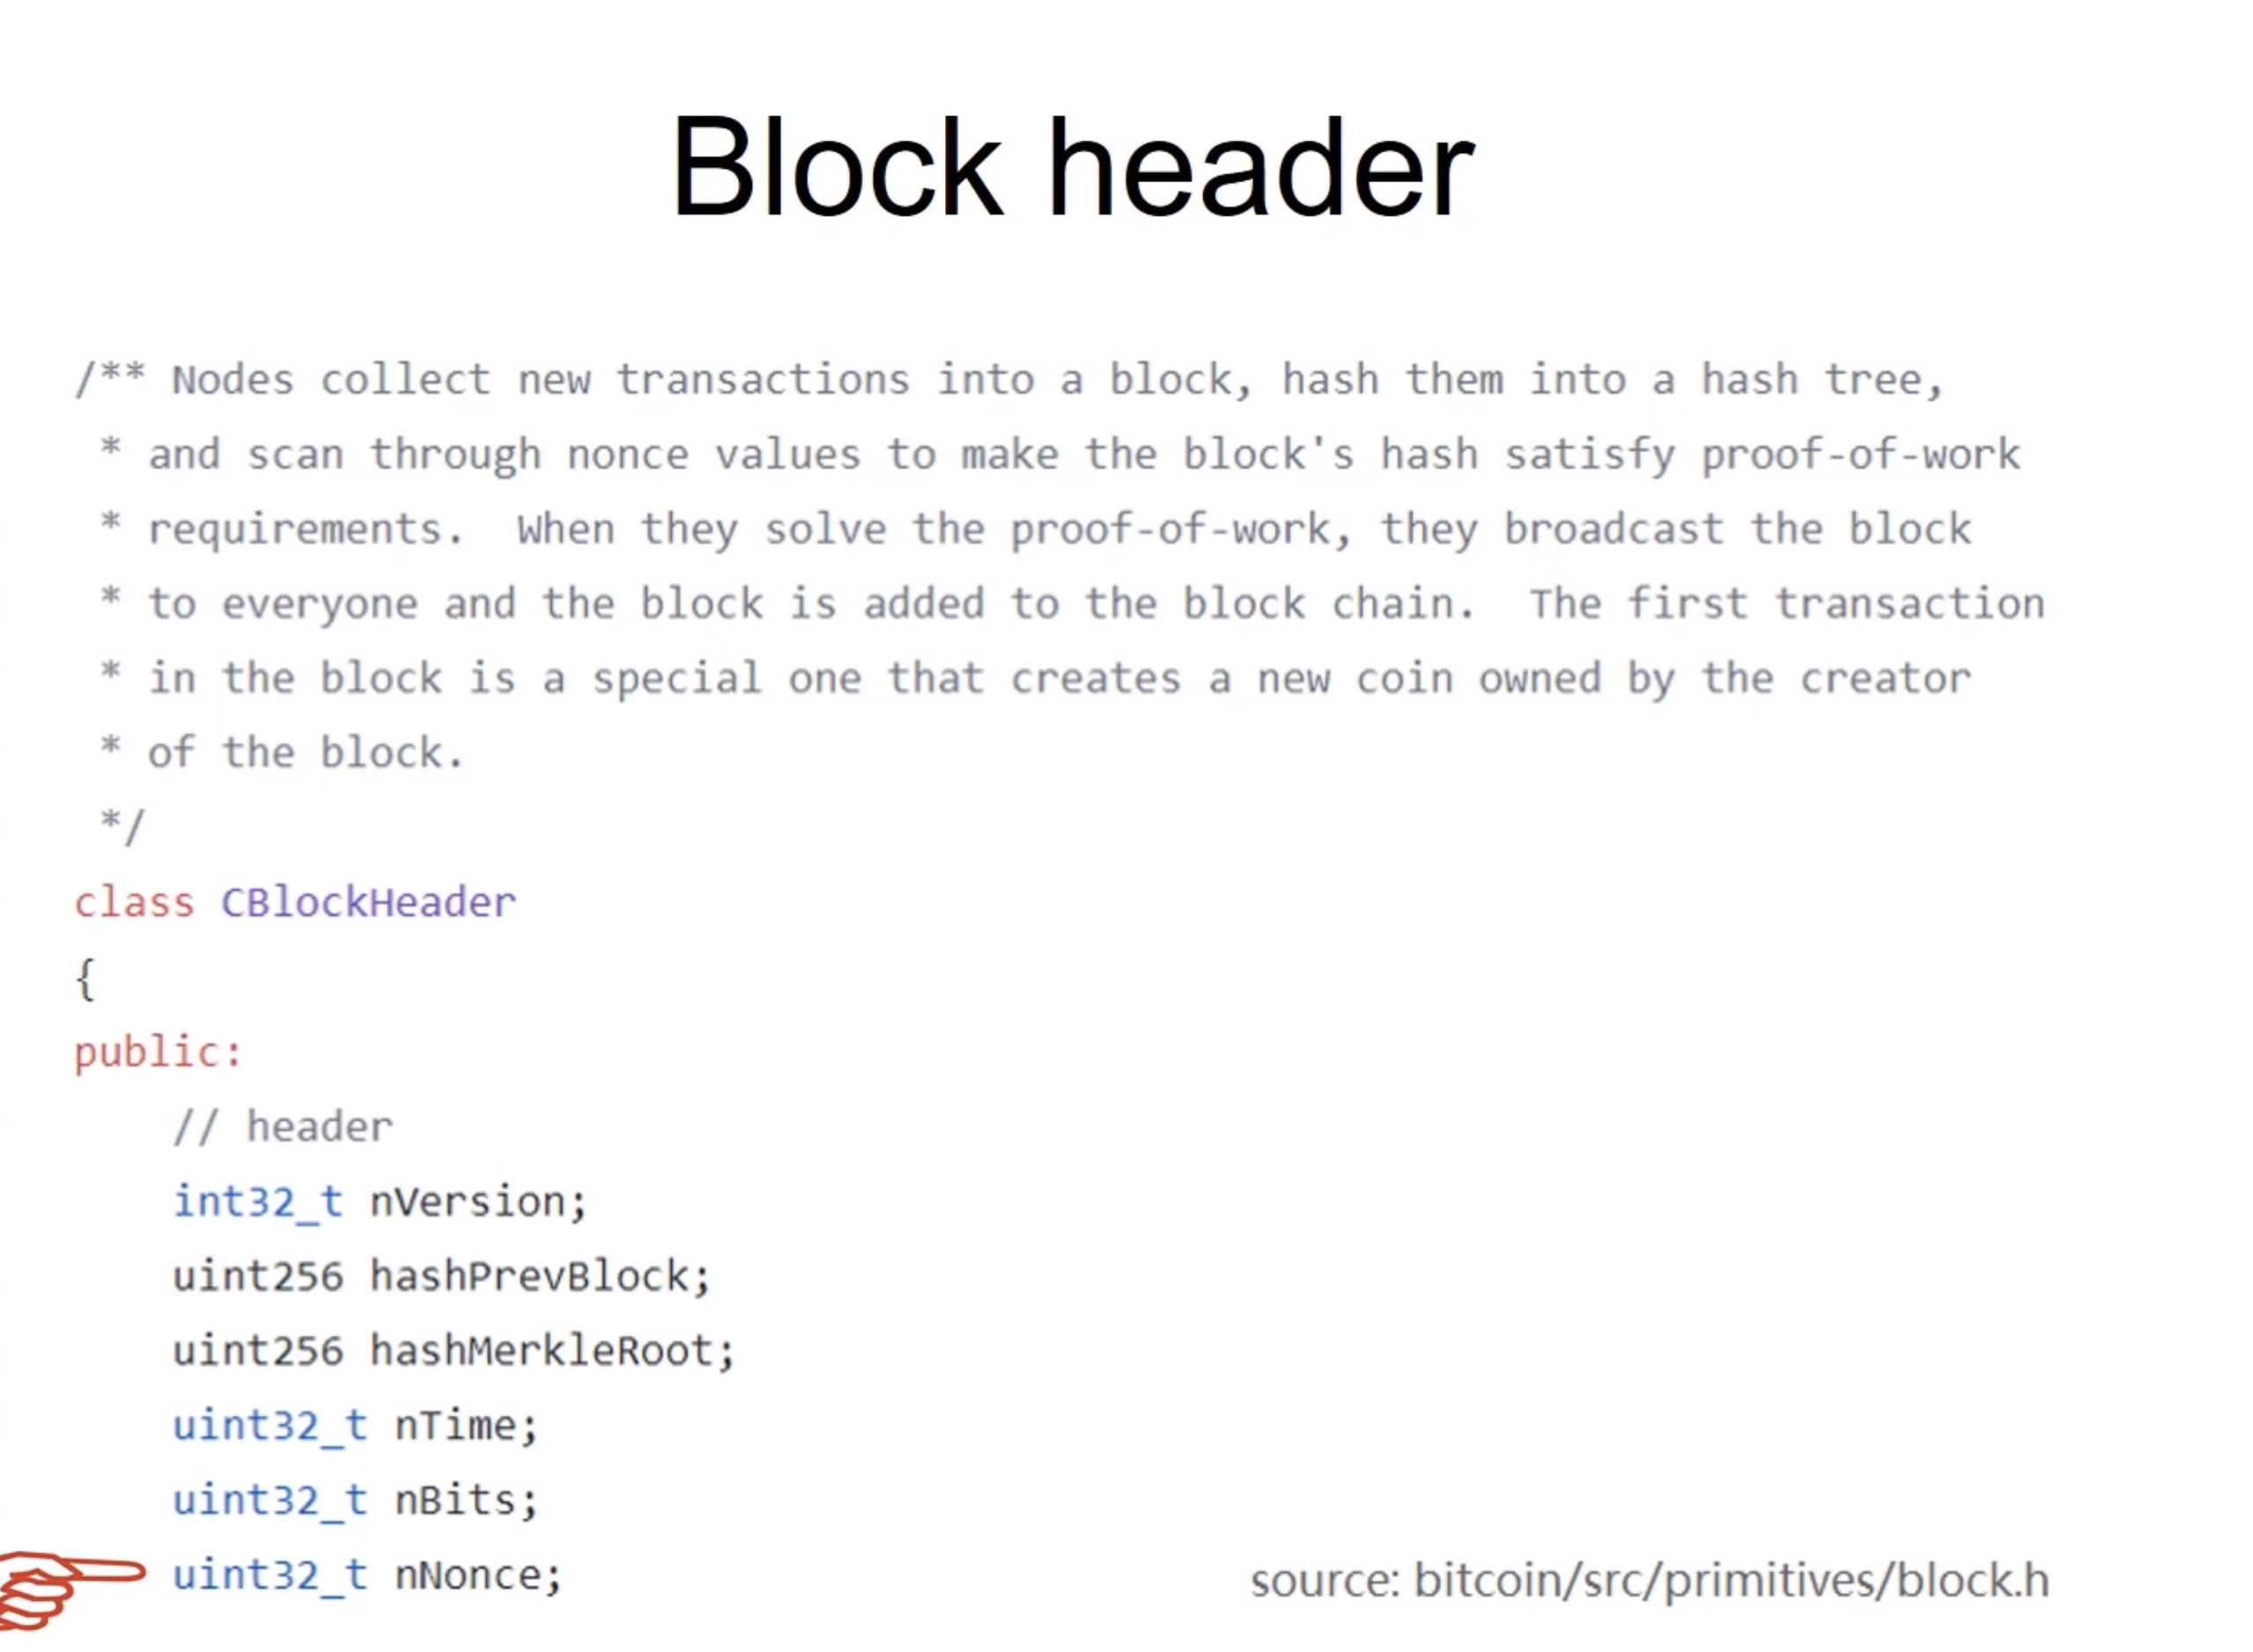 Block header
/** Nodes collect new transactions into a block, hash them into a hash tree,
* and scan through nonce values to make the block's hash satisfy proof-of-work
* requirements.  When they solve the proof-of-work, they broadcast the block
* to everyone and the block is added to the block chain.  The first transaction
* in the block is a special one that creates a new coin owned by the creator
* of the block.
*/
class CBlockHeader
{
public:
// header
int32_t nVersion;
uint256 hashPrevBlock;
uint256 hashMerkleRoot;
uint32_t nTime;
uint32_t nBits;
uint32_t nNonce;
source: bitcoin/src/primitives/block.h